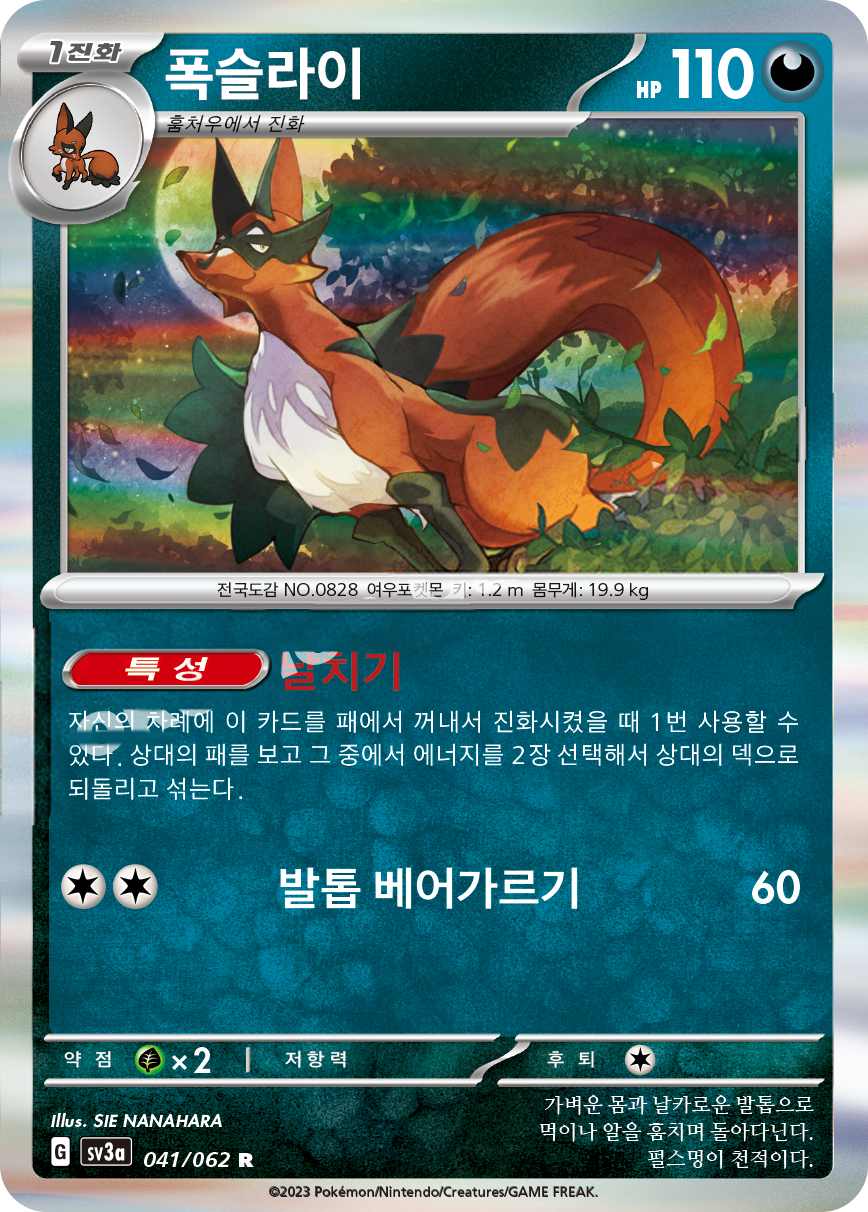 1진화
폭슬라이
HP 110
훔처우에서 진화
전국도감 NO.0828 여우포켓몬 키: 1.2 m 몸무게: 19.9 kg
특성 날치기
자신의 차례에 이 카드를 패에서 꺼내서 진화시켰을 때 1번 사용할 수
있다. 상대의 패를 보고 그 중에서 에너지를 2장 선택해서 상대의 덱으로
되돌리고 섞는다.
발톱 베어가르기 60
약점 ×2 저항력 후퇴
가벼운 몸과 날카로운 발톱으로
먹이나 알을 훔치며 돌아다닌다.
펄스멍이 천적이다.
Illus. SIE NANAHARA
G sv3a 041/062 R
©2023 Pokémon/Nintendo/Creatures/GAME FREAK.